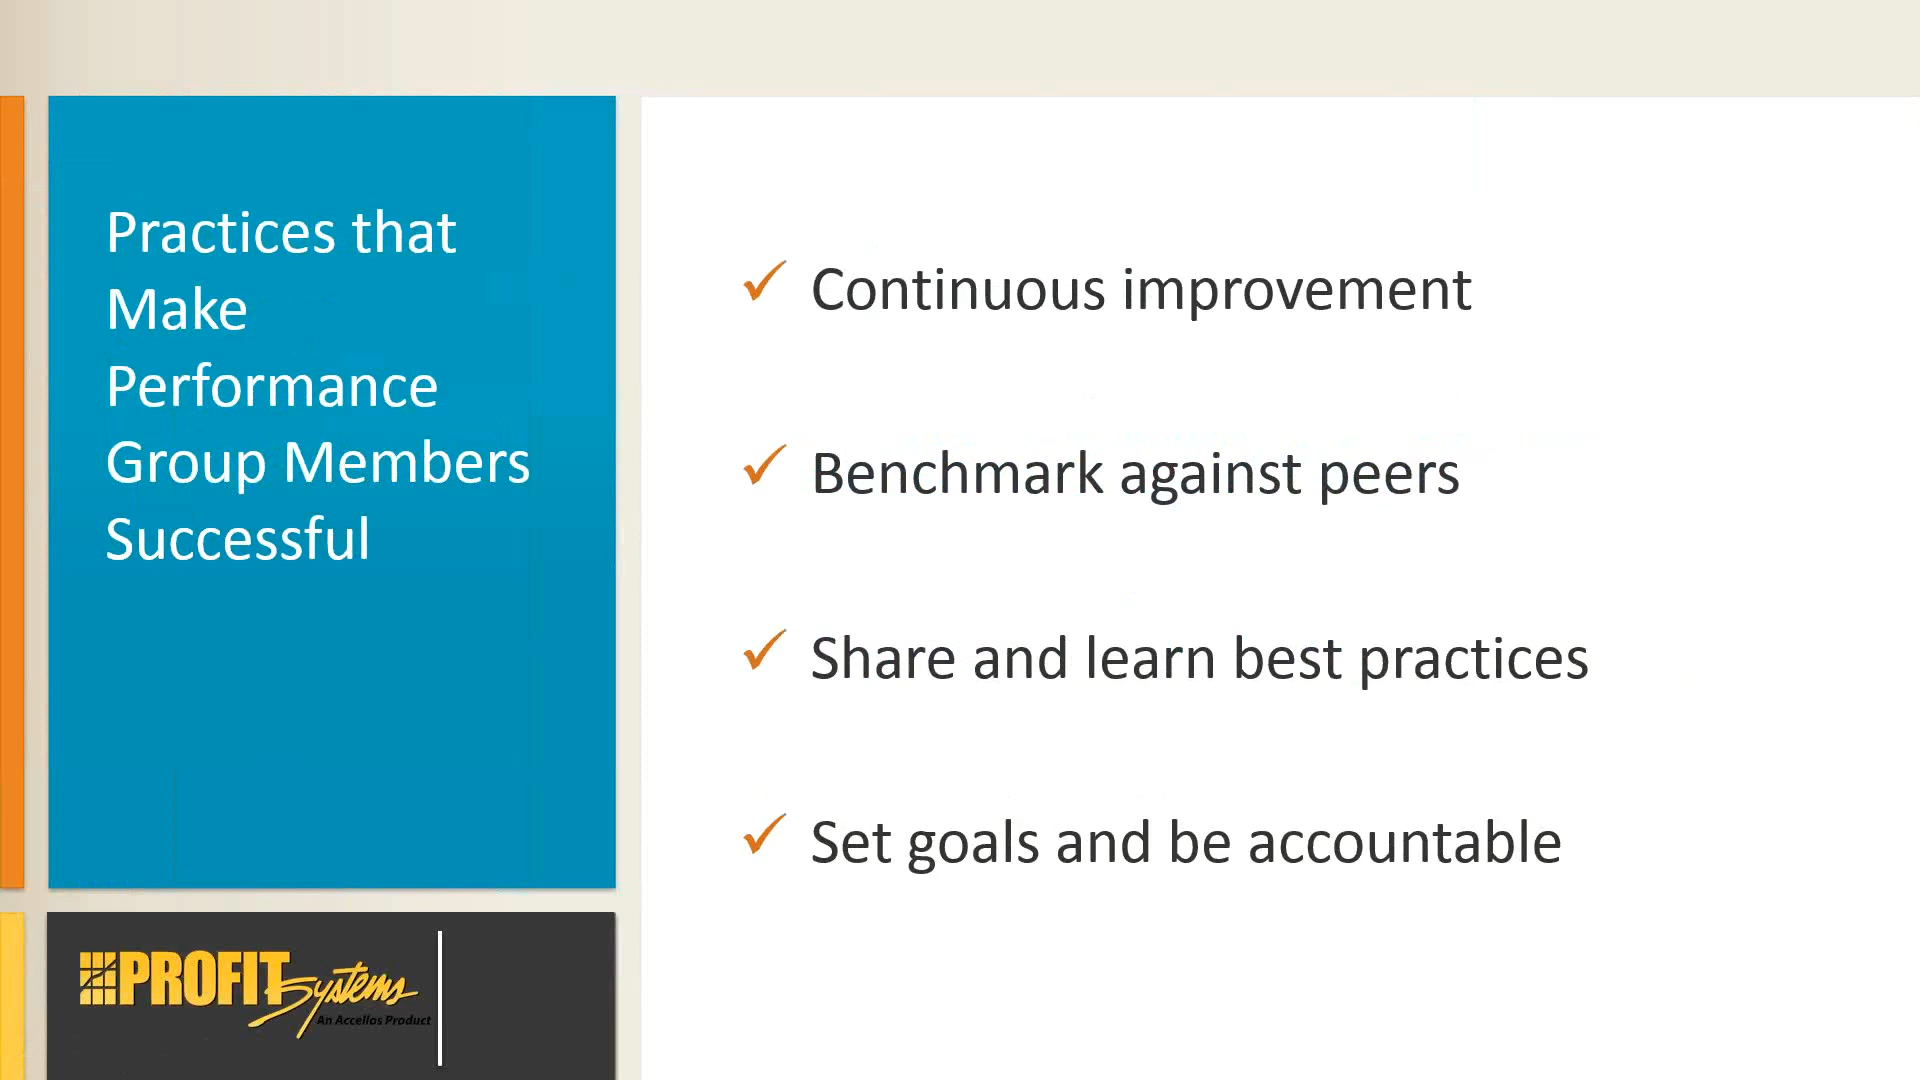 Practices that
Make
Performance
Group Members
Successful
✓ Continuous improvement
✓ Benchmark against peers
✓ Share and learn best practices
✓ Set goals and be accountable
PROFIT Systems
An Accellos Product